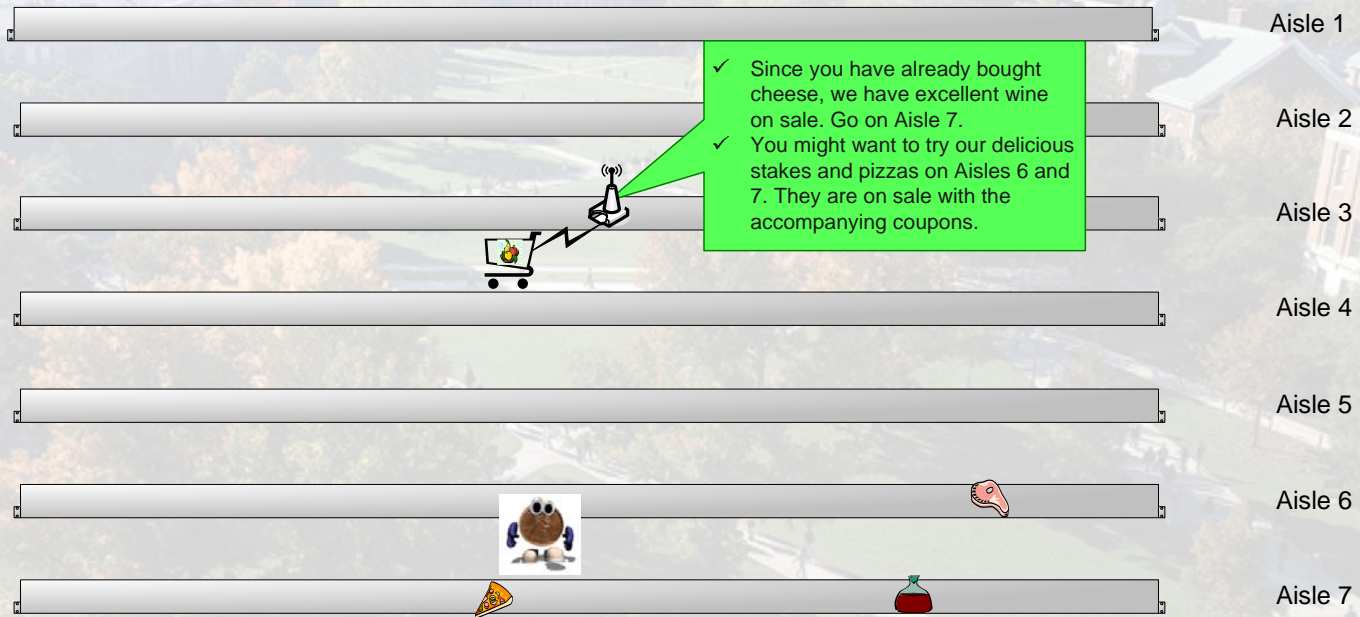 Aisle 1
✓ Since you have already bought
cheese, we have excellent wine
on sale. Go on Aisle 7.
✓ You might want to try our delicious
stakes and pizzas on Aisles 6 and
7. They are on sale with the
accompanying coupons.
Aisle 2
Aisle 3
Aisle 4
Aisle 5
Aisle 6
Aisle 7